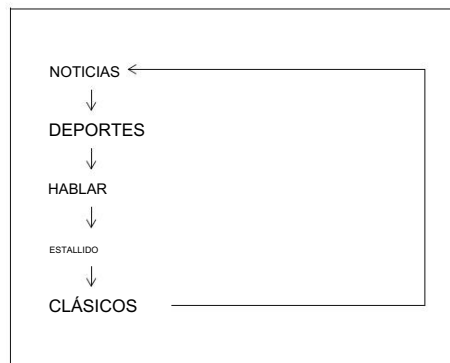 NOTICIAS
DEPORTES
HABLAR
ESTALLIDO
CLÁSICOS